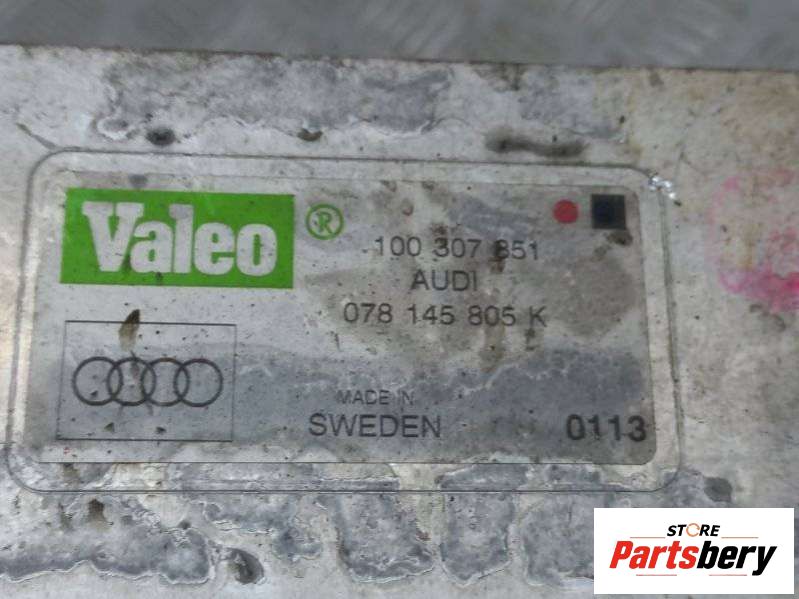 Valeo ®
100 307 851
AUDI
078 145 805 K
MADE IN
SWEDEN
0113
STORE
Partsbery